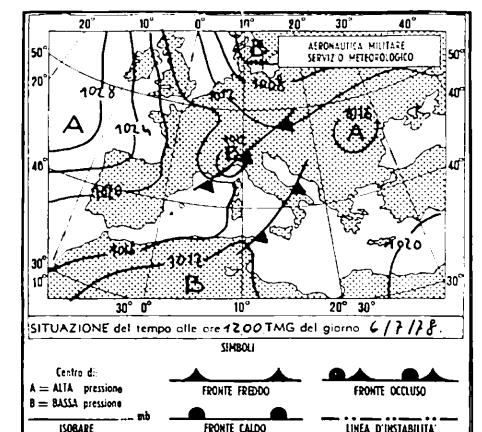 20° 10° 0° 10° 20° 30° 40°
AERONAUTICA MILITARE
SERVIZIO METEOROLOGICO
50° B 50°
20° 1008
1028 1012 40°
A 1016
1024 A
B
40°
1020
1016 1020
1012
30° B 30°
10°
30° 0° 10° 20° 30°
SITUAZIONE del tempo alle ore 1200 TMG del giorno 6/7/78.
SIMBOLI
Centro di:
A = ALTA pressione
B = BASSA pressione
FRONTE FREDDO FRONTE OCCLUSO
mb
ISOBARE FRONTE CALDO LINEA D'INSTABILITA'